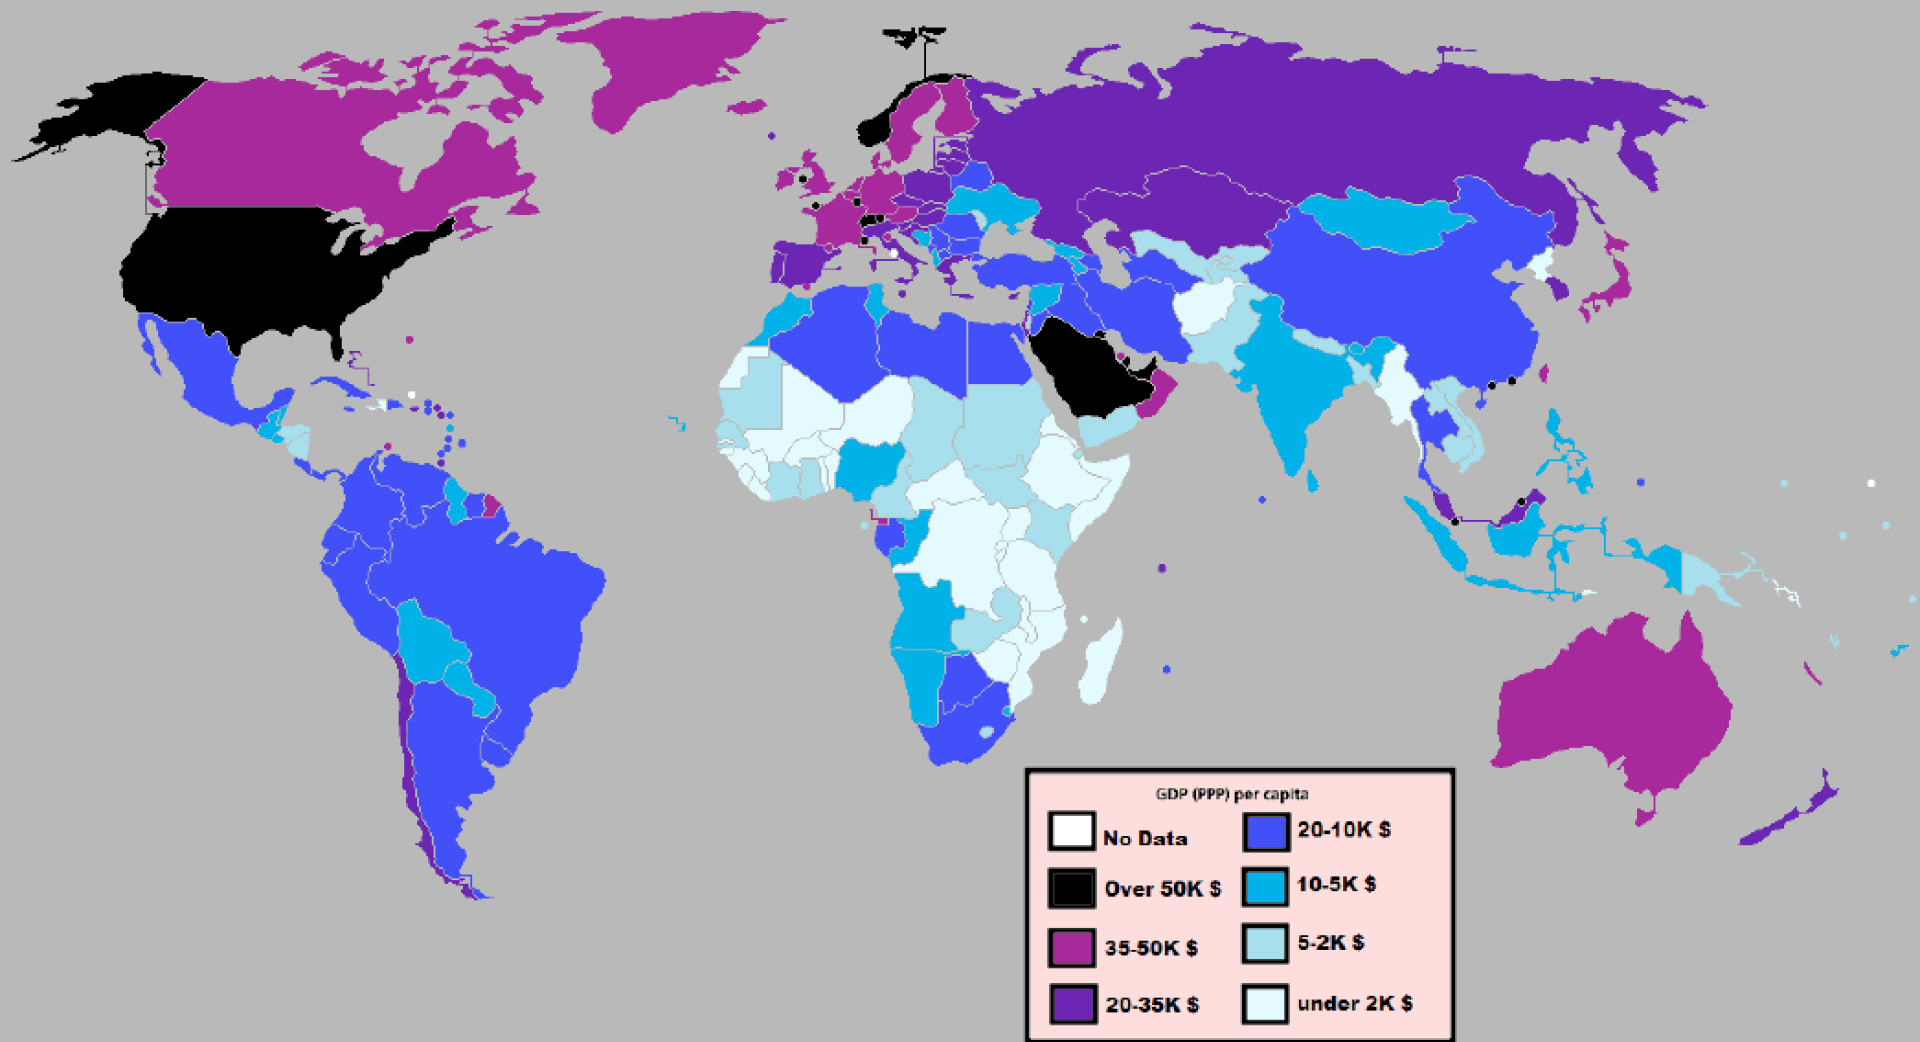 GDP (PPP) per capita
No Data
Over 50K $
35-50K $
20-35K $
20-10K $
10-5K $
5-2K $
under 2K $